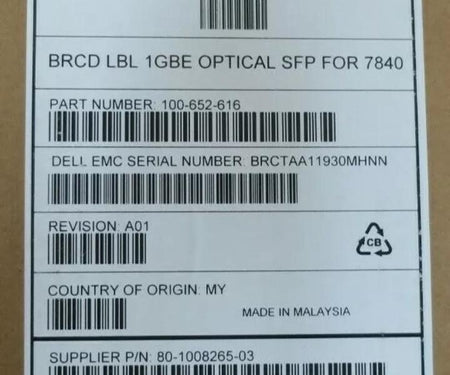 BRCD LBL 1GBE OPTICAL SFP FOR 7840
PART NUMBER: 100-652-616
DELL EMC SERIAL NUMBER: BRCTAA11930MHNN
REVISION: A01
CB
COUNTRY OF ORIGIN: MY
MADE IN MALAYSIA
SUPPLIER P/N: 80-1008265-03